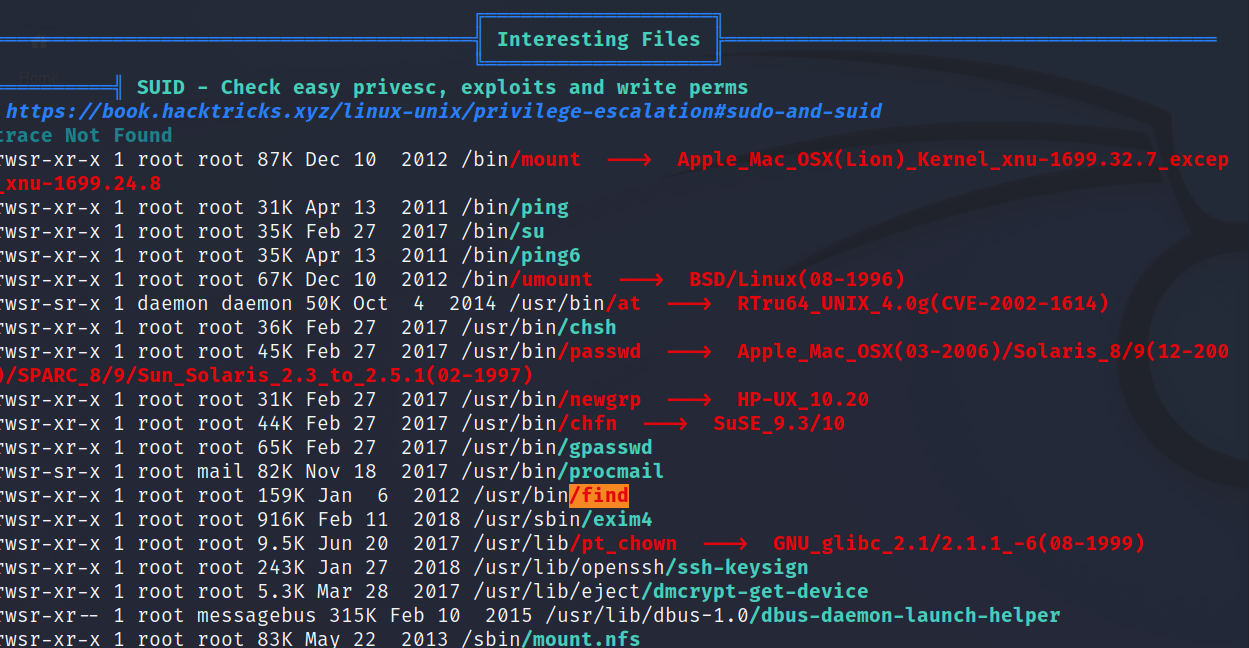 Interesting Files
SUID - Check easy privesc, exploits and write perms
https://book.hacktricks.xyz/linux-unix/privilege-escalation#sudo-and-suid
trace Not Found
rwsr-xr-x 1 root root 87K Dec 10  2012 /bin/mount  --->  Apple_Mac_OSX(Lion)_Kernel_xnu-1699.32.7_excep
_xnu-1699.24.8
rwsr-xr-x 1 root root 31K Apr 13  2011 /bin/ping
rwsr-xr-x 1 root root 35K Feb 27  2017 /bin/su
rwsr-xr-x 1 root root 35K Apr 13  2011 /bin/ping6
rwsr-xr-x 1 root root 67K Dec 10  2012 /bin/umount  --->  BSD/Linux(08-1996)
rwsr-sr-x 1 daemon daemon 50K Oct  4  2014 /usr/bin/at  --->  RTru64_UNIX_4.0g(CVE-2002-1614)
rwsr-xr-x 1 root root 36K Feb 27  2017 /usr/bin/chsh
rwsr-xr-x 1 root root 45K Feb 27  2017 /usr/bin/passwd  --->  Apple_Mac_OSX(03-2006)/Solaris_8/9(12-200
)/SPARC_8/9/Sun_Solaris_2.3_to_2.5.1(02-1997)
rwsr-xr-x 1 root root 31K Feb 27  2017 /usr/bin/newgrp  --->  HP-UX_10.20
rwsr-xr-x 1 root root 44K Feb 27  2017 /usr/bin/chfn  --->  SuSE_9.3/10
rwsr-xr-x 1 root root 65K Feb 27  2017 /usr/bin/gpasswd
rwsr-sr-x 1 root mail 82K Nov 18  2017 /usr/bin/procmail
rwsr-xr-x 1 root root 159K Jan  6  2012 /usr/bin/find
rwsr-xr-x 1 root root 916K Feb 11  2018 /usr/sbin/exim4
rwsr-xr-x 1 root root 9.5K Jun 20  2017 /usr/lib/pt_chown  --->  GNU_glibc_2.1/2.1.1_-6(08-1999)
rwsr-xr-x 1 root root 243K Jan 27  2018 /usr/lib/openssh/ssh-keysign
rwsr-xr-x 1 root root 5.3K Mar 28  2017 /usr/lib/eject/dmcrypt-get-device
rwsr-xr-- 1 root messagebus 315K Feb 10  2015 /usr/lib/dbus-1.0/dbus-daemon-launch-helper
rwsr-xr-x 1 root root 83K May 22  2013 /sbin/mount.nfs